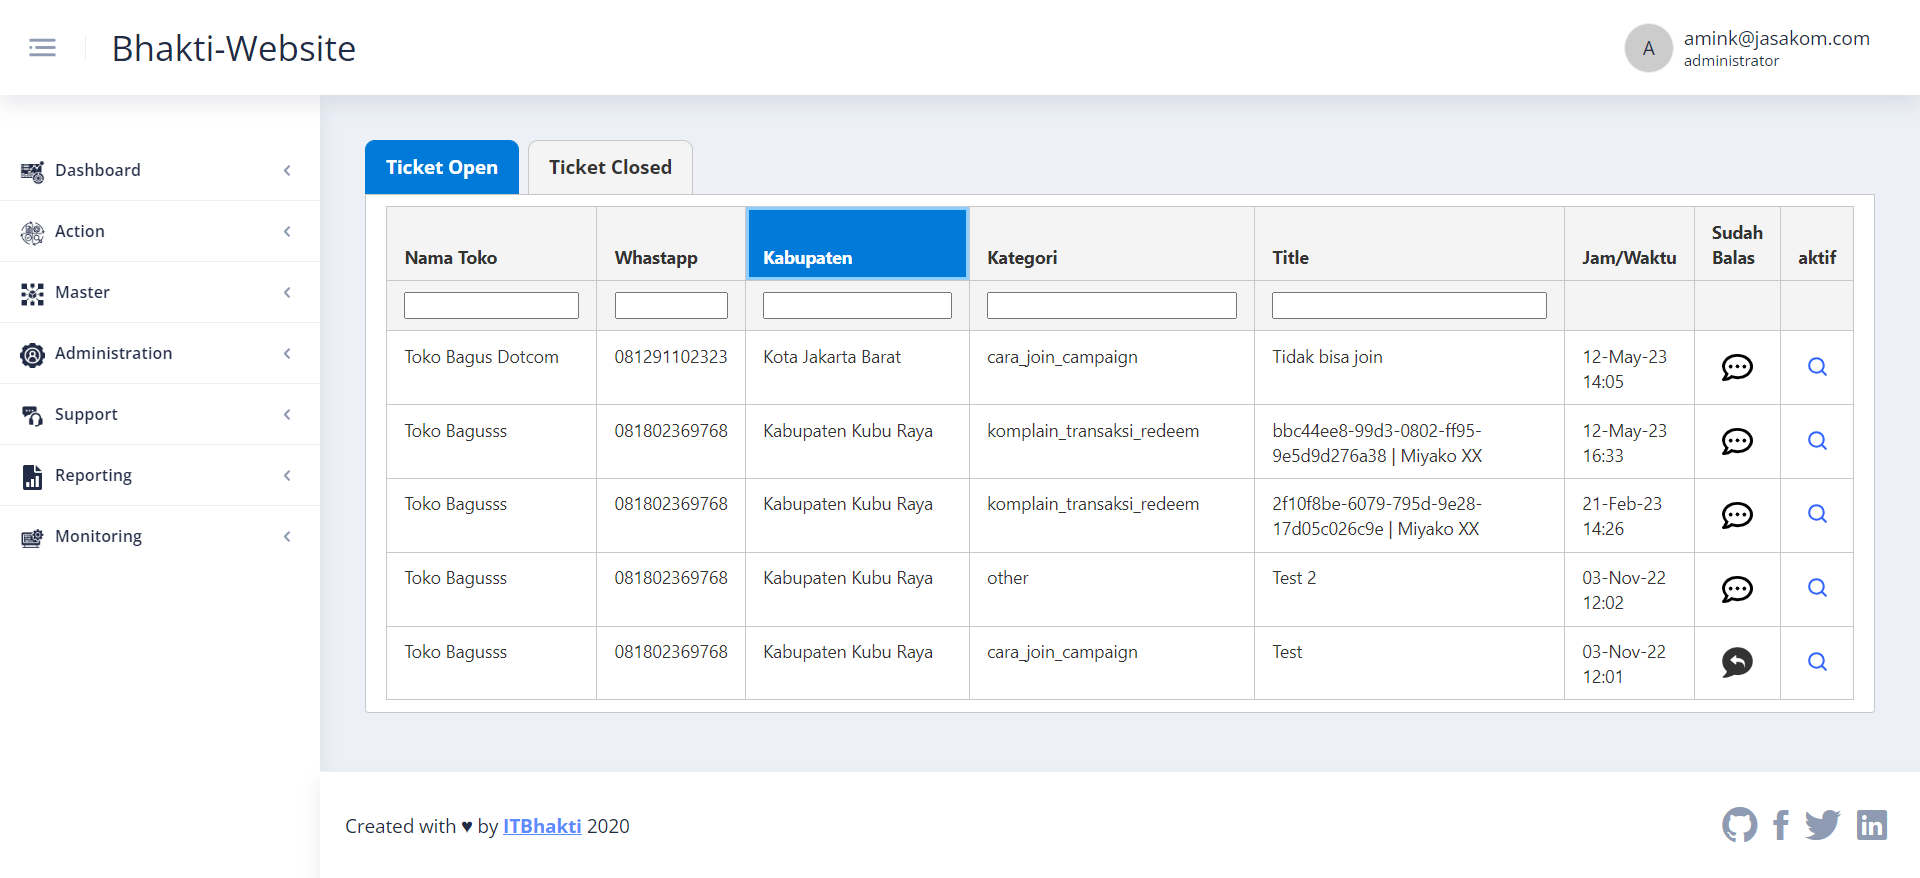 Bhakti-Website
A
amink@jasakom.com
administrator
Dashboard
Action
Master
Administration
Support
Reporting
Monitoring
Ticket Open
Ticket Closed
Nama Toko
Whastapp
Kabupaten
Kategori
Title
Jam/Waktu
Sudah
Balas
aktif
Toko Bagus Dotcom
081291102323
Kota Jakarta Barat
cara_join_campaign
Tidak bisa join
12-May-23
14:05
Toko Bagusss
081802369768
Kabupaten Kubu Raya
komplain_transaksi_redeem
bbc44ee8-99d3-0802-ff95-
9e5d9d276a38 | Miyako XX
12-May-23
16:33
Toko Bagusss
081802369768
Kabupaten Kubu Raya
komplain_transaksi_redeem
2f10f8be-6079-795d-9e28-
17d05c026c9e | Miyako XX
21-Feb-23
14:26
Toko Bagusss
081802369768
Kabupaten Kubu Raya
other
Test 2
03-Nov-22
12:02
Toko Bagusss
081802369768
Kabupaten Kubu Raya
cara_join_campaign
Test
03-Nov-22
12:01
Created with ♥ by ITBhakti 2020